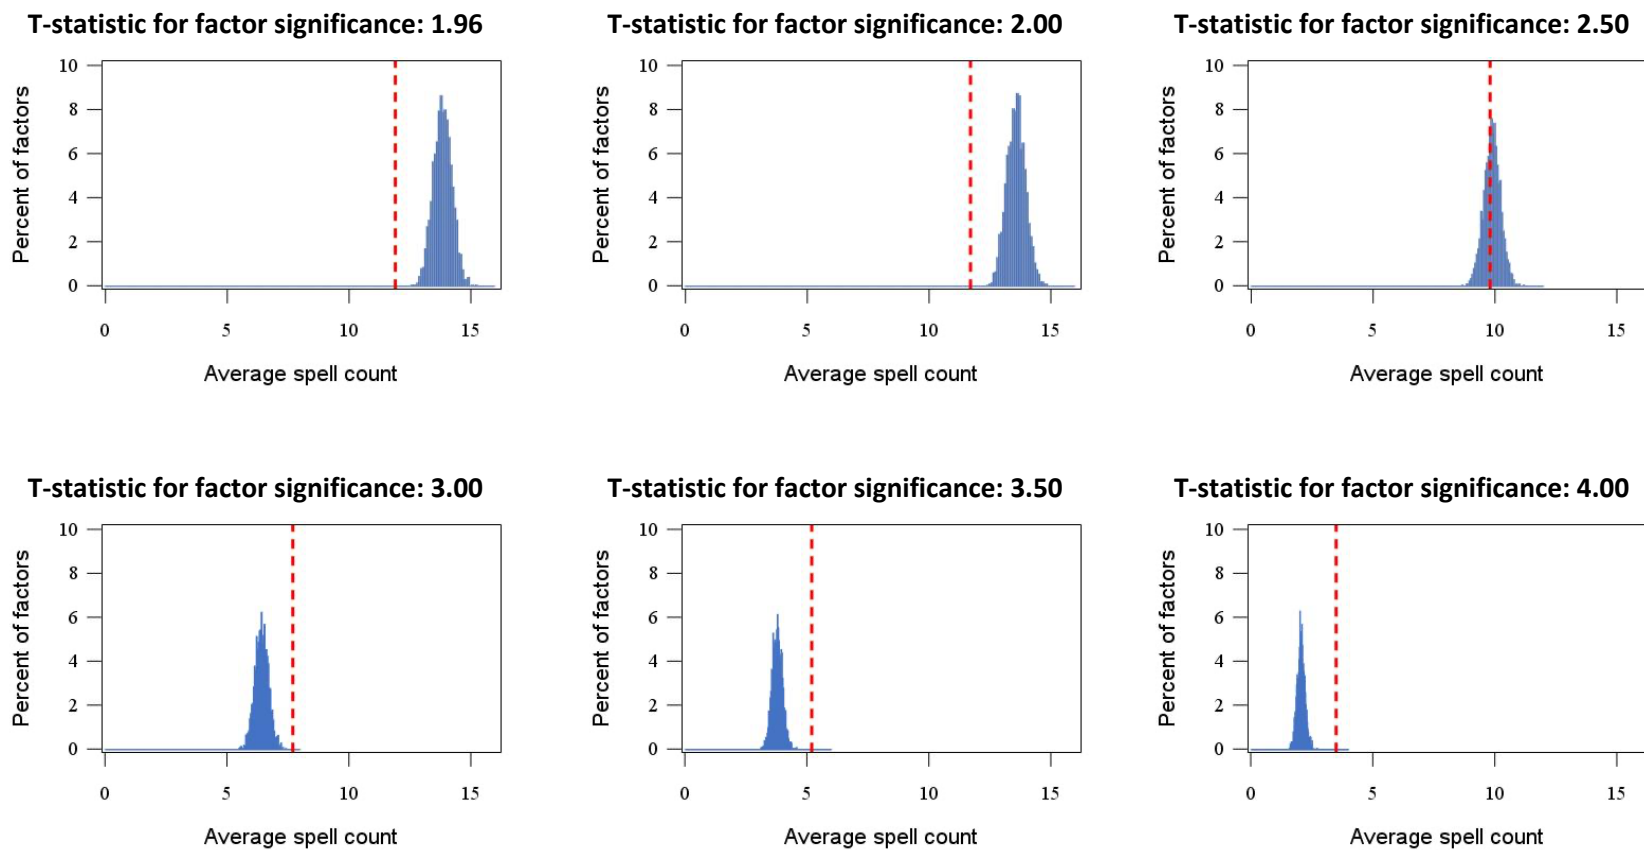 T-statistic for factor significance: 1.96
10
8
6
4
2
0
Percent of factors
0 5 10 15
Average spell count
T-statistic for factor significance: 2.00
10
8
6
4
2
0
Percent of factors
0 5 10 15
Average spell count
T-statistic for factor significance: 2.50
10
8
6
4
2
0
Percent of factors
0 5 10 15
Average spell count
T-statistic for factor significance: 3.00
10
8
6
4
2
0
Percent of factors
0 5 10 15
Average spell count
T-statistic for factor significance: 3.50
10
8
6
4
2
0
Percent of factors
0 5 10 15
Average spell count
T-statistic for factor significance: 4.00
10
8
6
4
2
0
Percent of factors
0 5 10 15
Average spell count